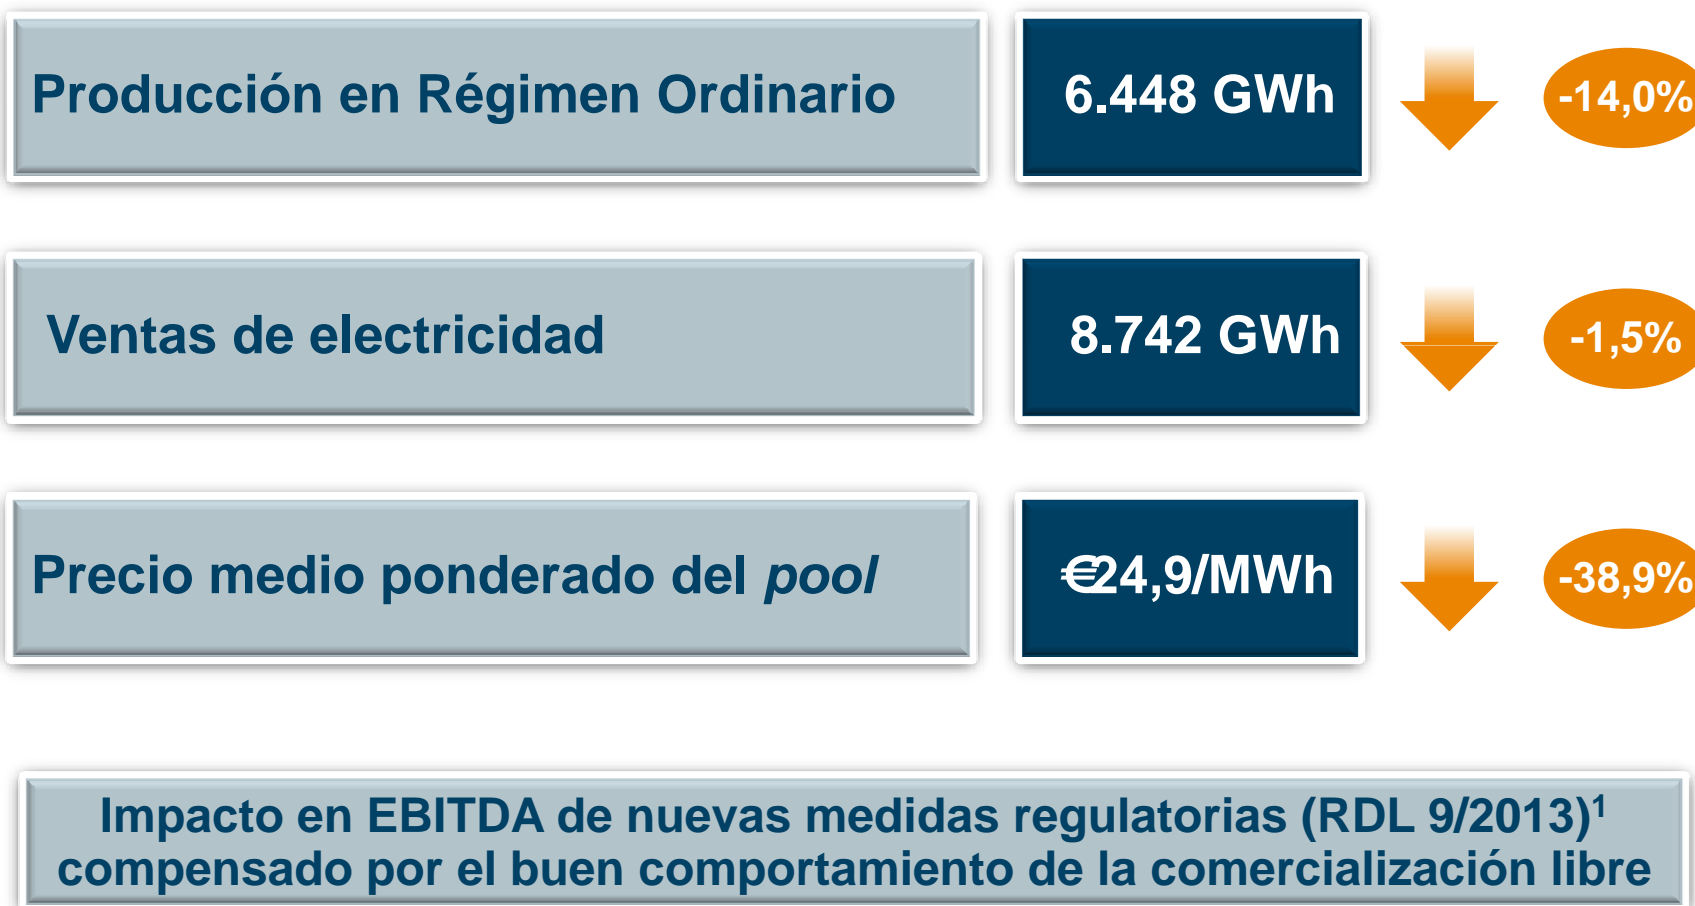 Producción en Régimen Ordinario
6.448 GWh
-14,0%
Ventas de electricidad
8.742 GWh
-1,5%
Precio medio ponderado del pool
€24,9/MWh
-38,9%
Impacto en EBITDA de nuevas medidas regulatorias (RDL 9/2013)¹
compensado por el buen comportamiento de la comercialización libre